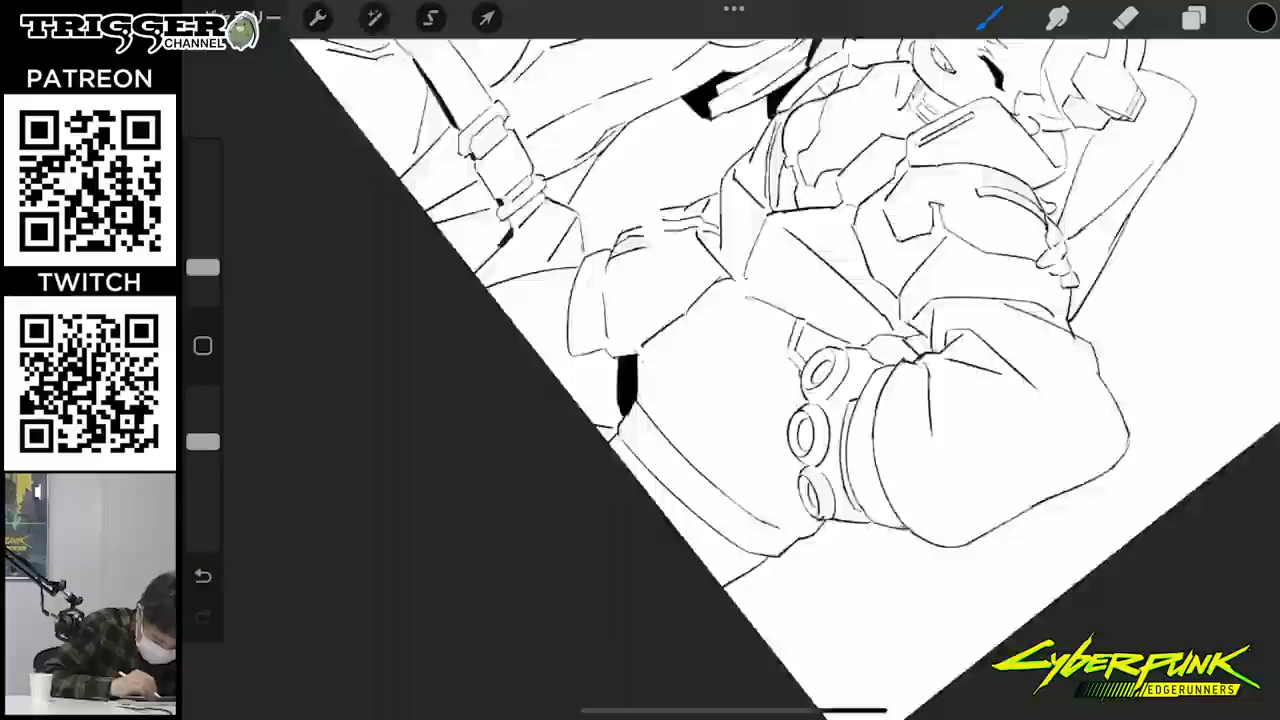 TRIGGER
CHANNEL
PATREON
TWITCH
CYBERPUNK
EDGERUNNERS